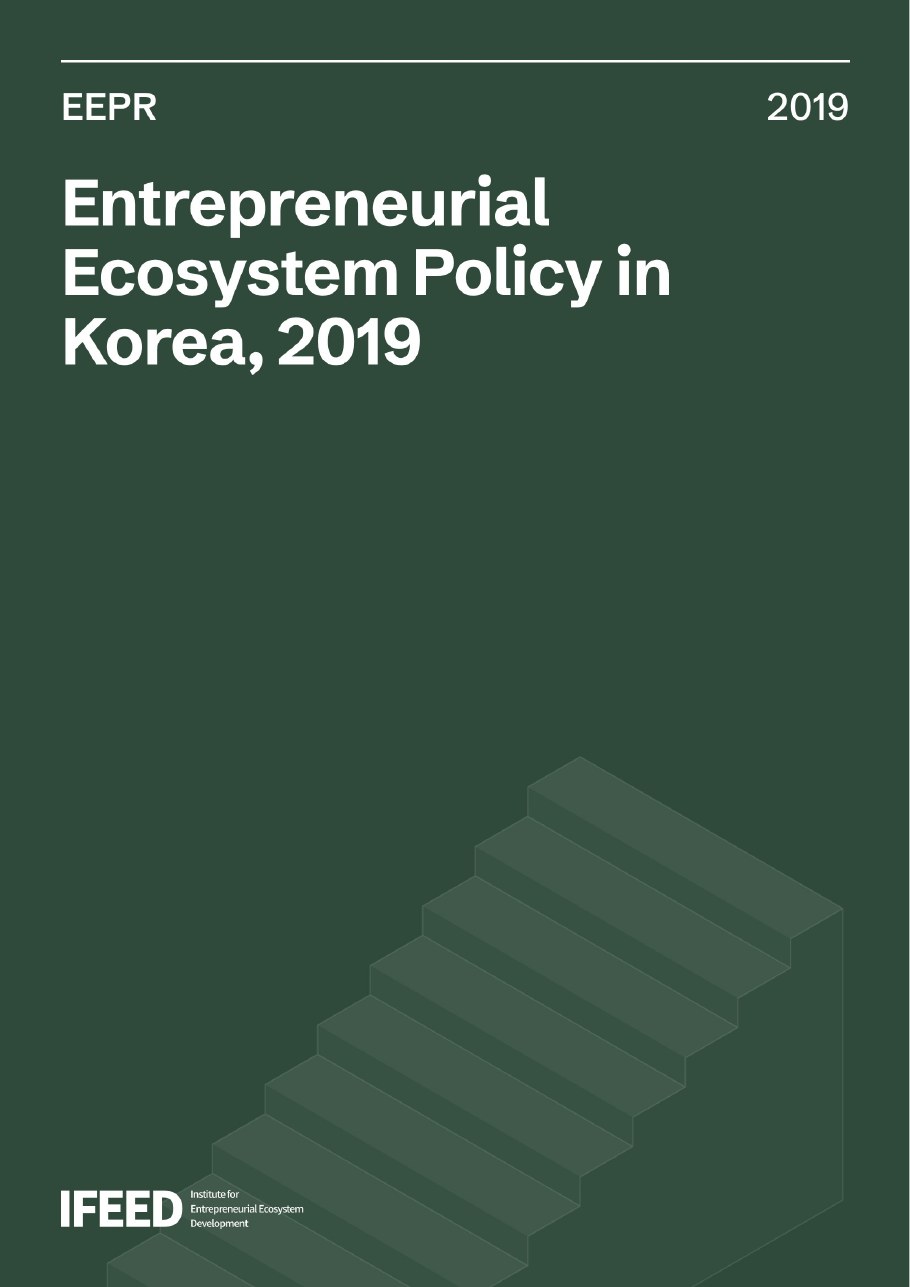 EEPR
2019
Entrepreneurial
Ecosystem Policy in
Korea, 2019
IFEED
Institute for
Entrepreneurial Ecosystem
Development